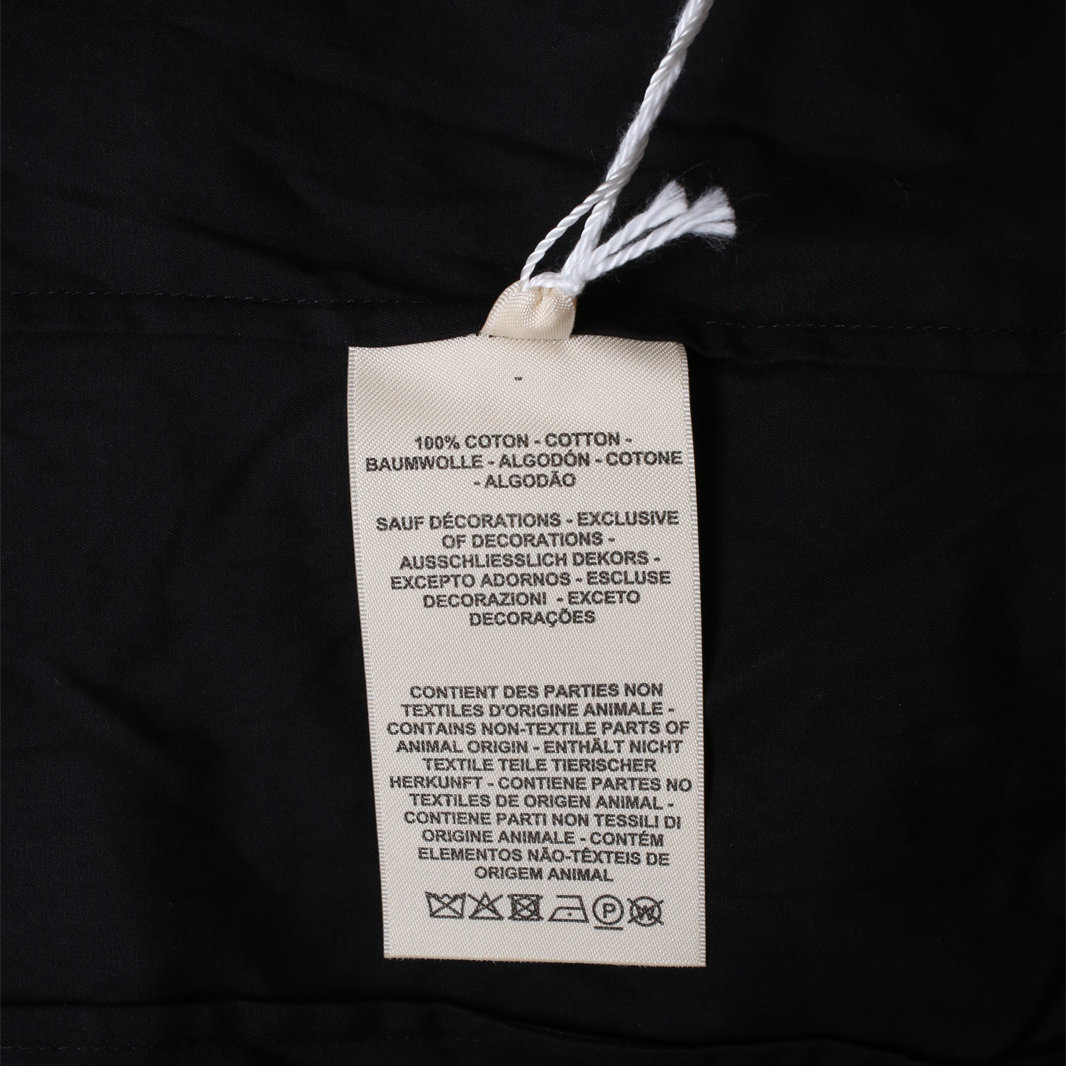 100% COTON - COTTON -
BAUMWOLLE - ALGODÓN - COTONE
- ALGODÃO
SAUF DÉCORATIONS - EXCLUSIVE
OF DECORATIONS -
AUSSCHLIESSLICH DEKORS -
EXCEPTO ADORNOS - ESCLUSE
DECORAZIONI - EXCETO
DECORAÇÕES
CONTIENT DES PARTIES NON
TEXTILES D'ORIGINE ANIMALE -
CONTAINS NON-TEXTILE PARTS OF
ANIMAL ORIGIN - ENTHÄLT NICHT
TEXTILE TEILE TIERISCHER
HERKUNFT - CONTIENE PARTES NO
TEXTILES DE ORIGEN ANIMAL -
CONTIENE PARTI NON TESSILI DI
ORIGINE ANIMALE - CONTÉM
ELEMENTOS NÃO-TÊXTEIS DE
ORIGEM ANIMAL
P W